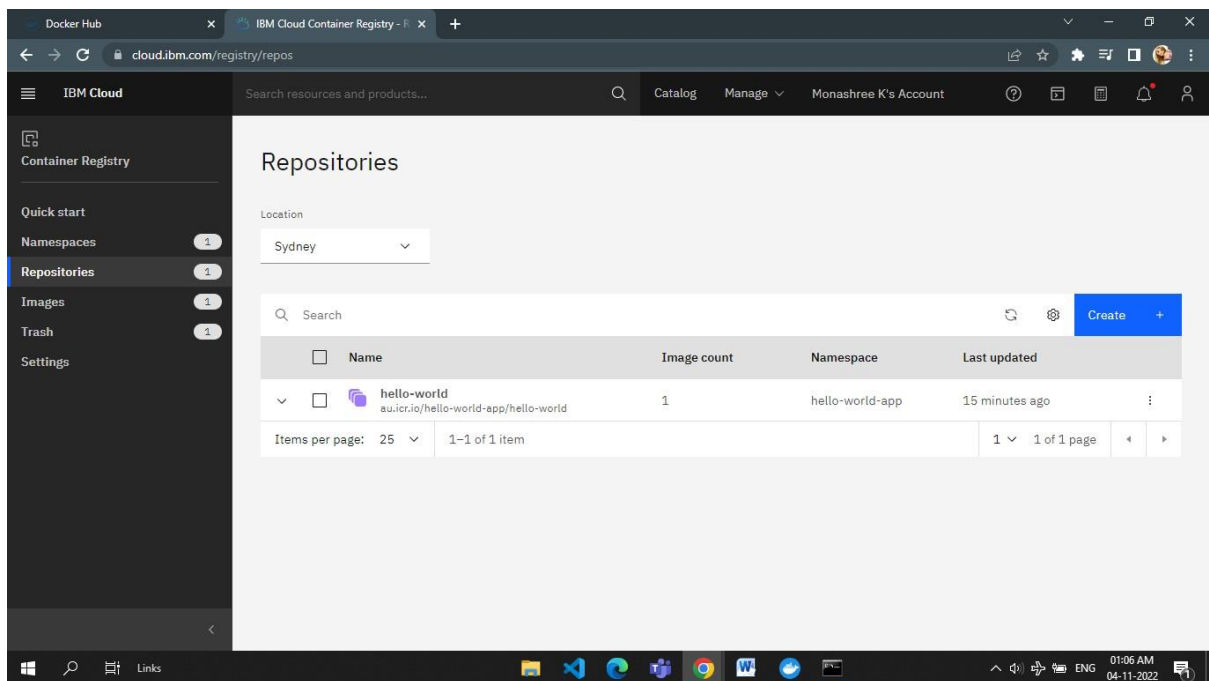 Docker Hub
IBM Cloud Container Registry - R
cloud.ibm.com/registry/repos
IBM Cloud
Search resources and products...
Catalog
Manage
Monashree K's Account
Container Registry
Quick start
Namespaces 1
Repositories 1
Images 1
Trash 1
Settings
Repositories
Location
Sydney
Search
Create +
Name Image count Namespace Last updated
hello-world
au.icr.io/hello-world-app/hello-world
1 hello-world-app 15 minutes ago
Items per page: 25 1–1 of 1 item 1 1 of 1 page
Links
ENG
01:06 AM
04-11-2022